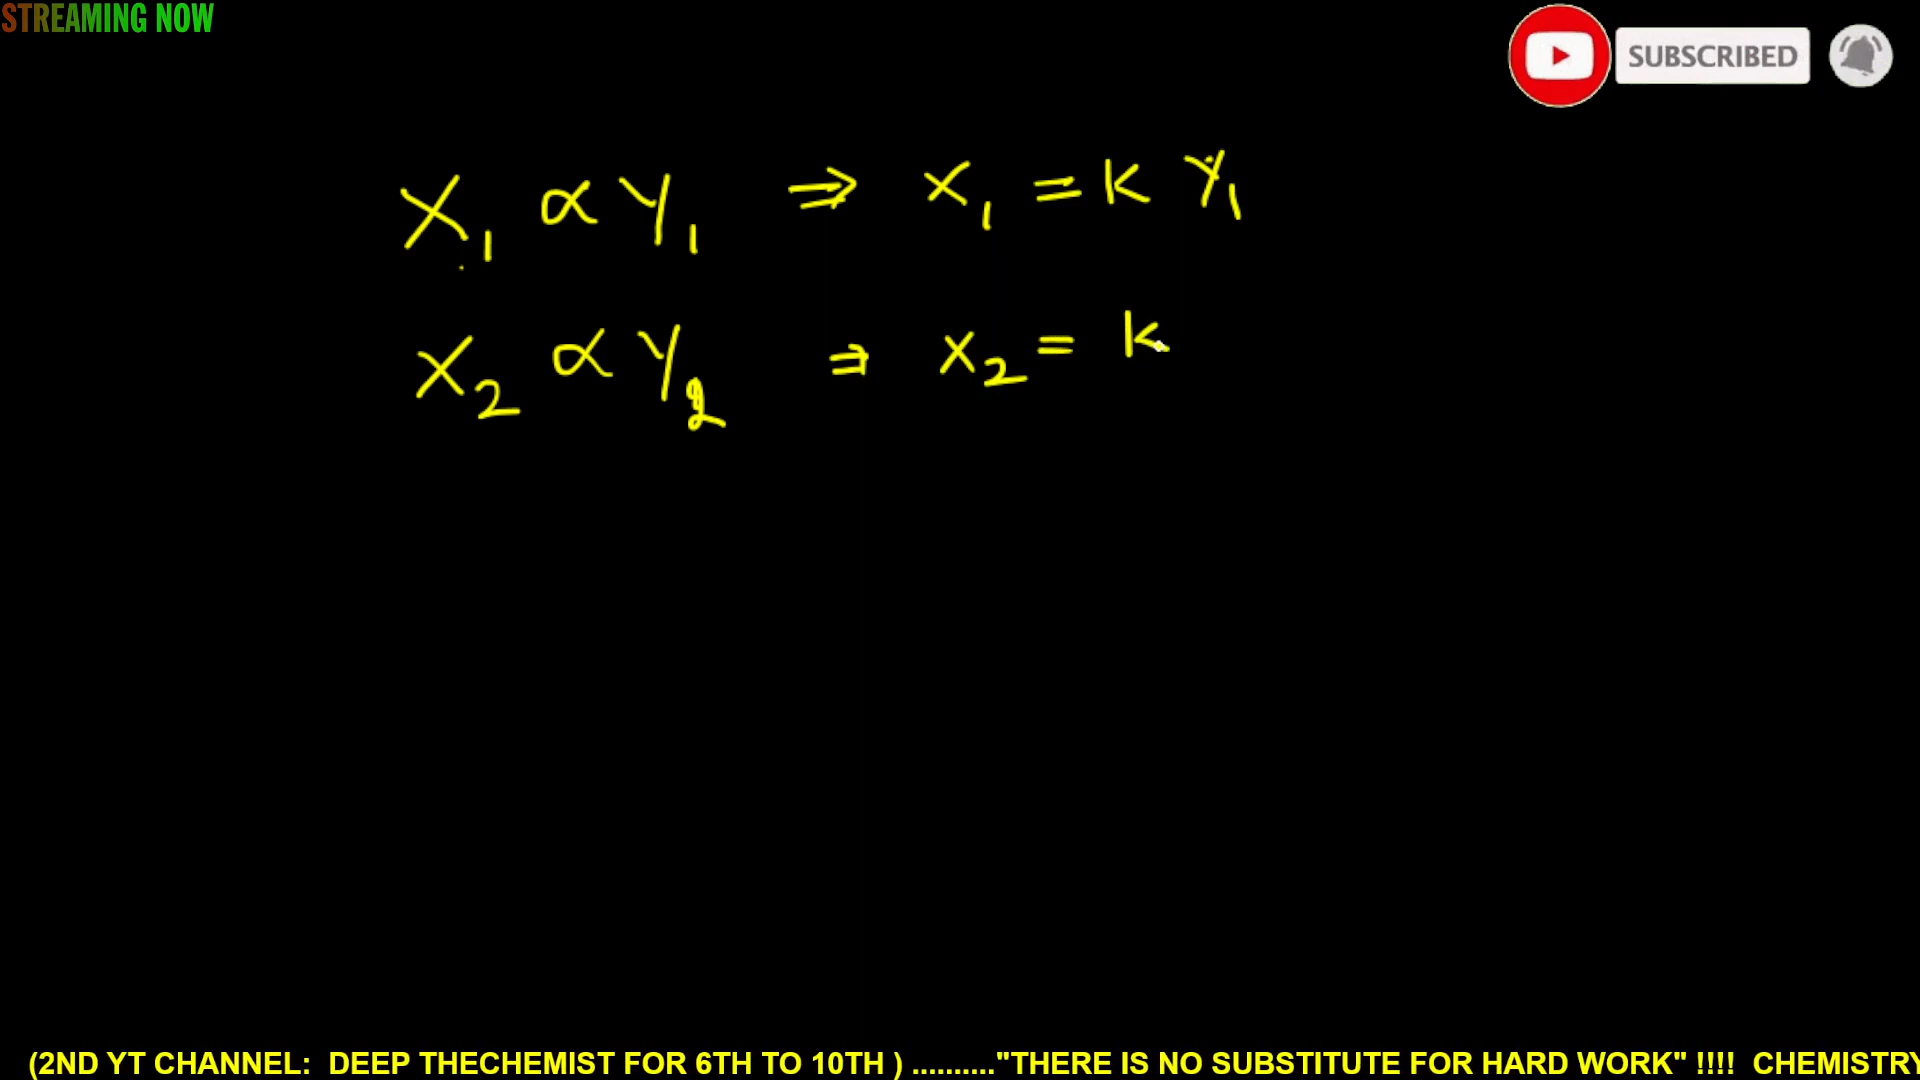 STREAMING NOW
SUBSCRIBED
X₁ ∝ Y₁ ⇒ X₁ = K Y₁
X₂ ∝ Y₂ ⇒ X₂ = K
(2ND YT CHANNEL: DEEP THECHEMIST FOR 6TH TO 10TH ) .........."THERE IS NO SUBSTITUTE FOR HARD WORK" !!!! CHEMISTRY